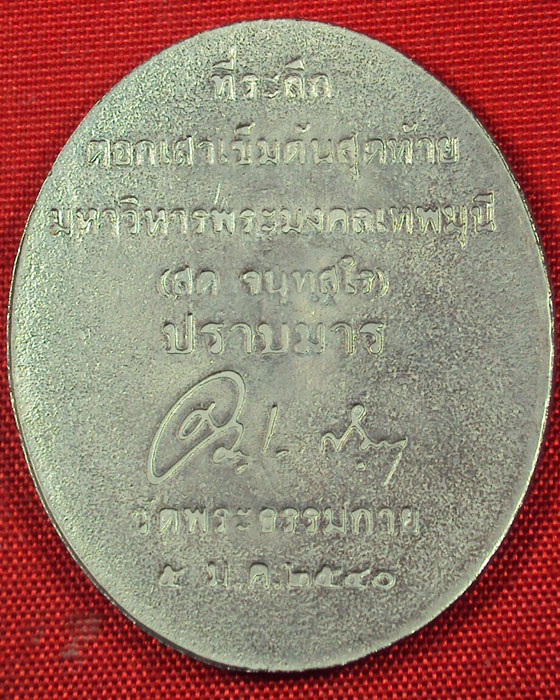 ที่ระลึก
ตอกเสาเข็มต้นสุดท้าย
มหาวิหารพระมงคลเทพมุนี
(สด จนฺทสโร)
ปราบมาร
วัดพระธรรมกาย
๕ ม.ค.๒๕๔๐